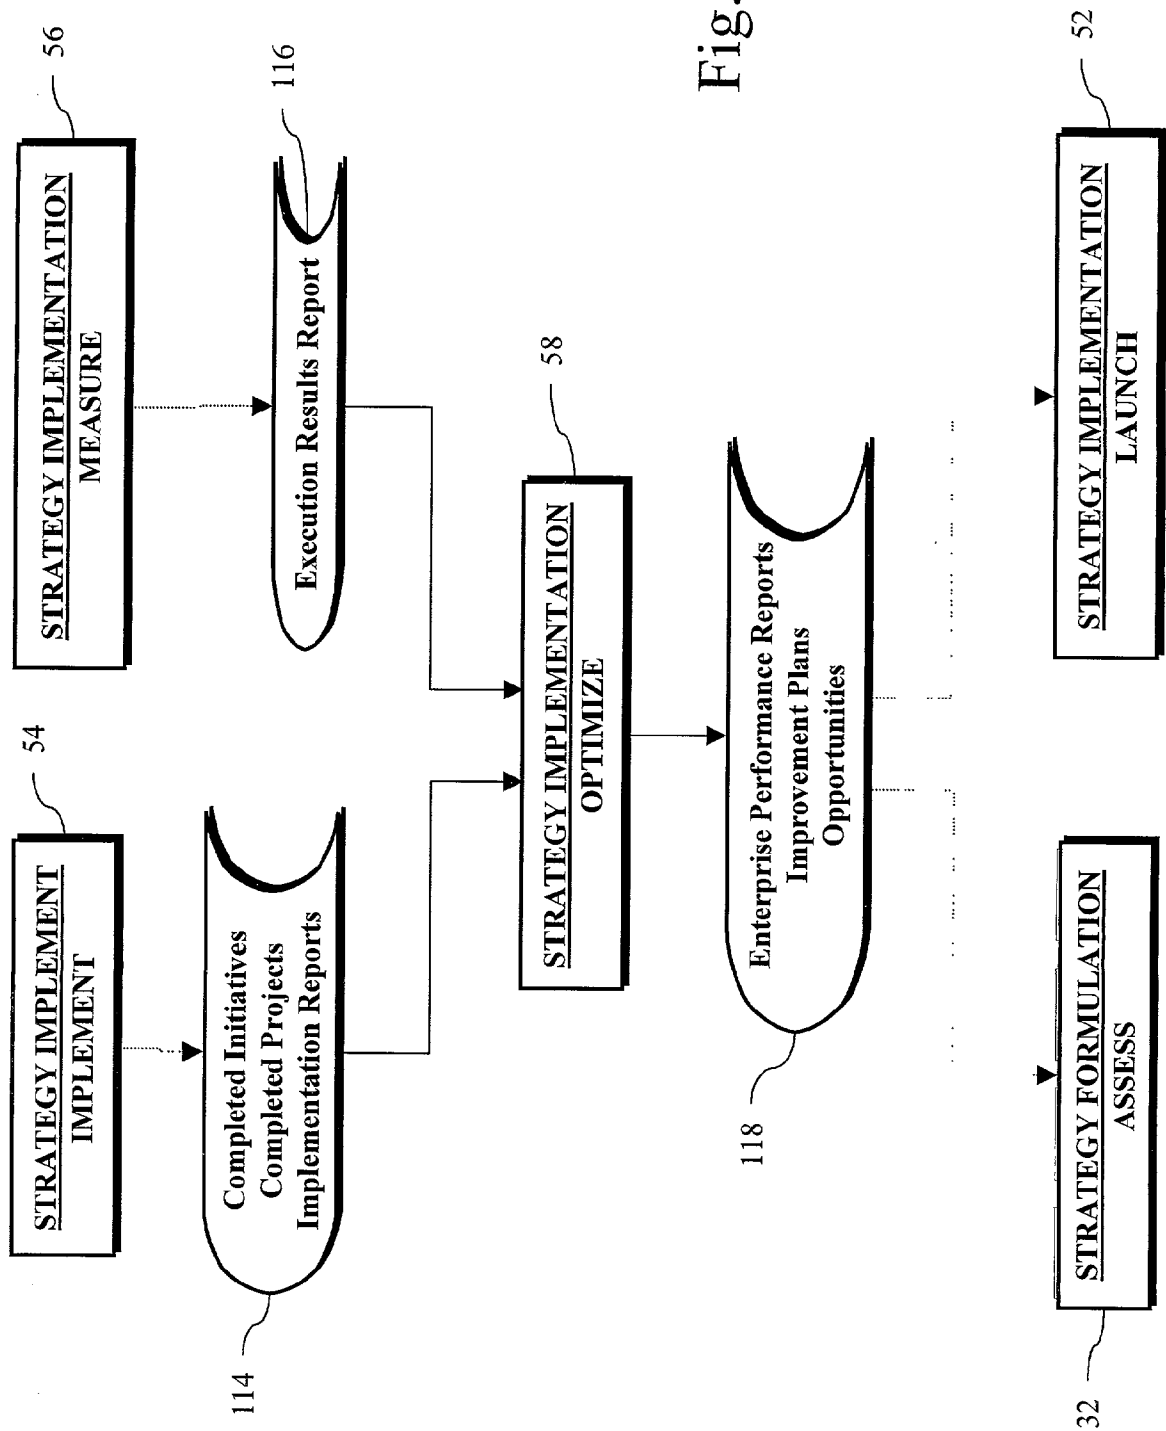 54
STRATEGY IMPLEMENT
IMPLEMENT
56
STRATEGY IMPLEMENTATION
MEASURE
114
Completed Initiatives
Completed Projects
Implementation Reports
116
Execution Results Report
58
STRATEGY IMPLEMENTATION
OPTIMIZE
118
Enterprise Performance Reports
Improvement Plans
Opportunities
Fig.
32
STRATEGY FORMULATION
ASSESS
52
STRATEGY IMPLEMENTATION
LAUNCH